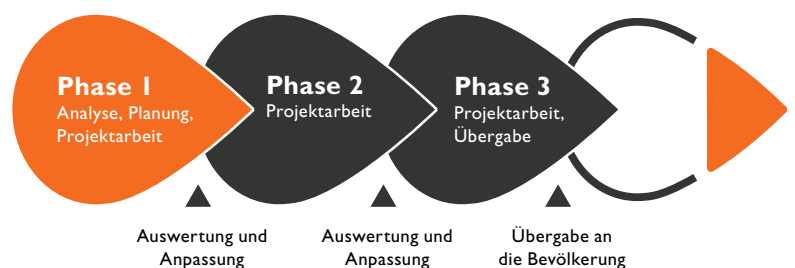 Phase 1
Analyse, Planung,
Projektarbeit
Phase 2
Projektarbeit
Phase 3
Projektarbeit,
Übergabe
Auswertung und
Anpassung
Auswertung und
Anpassung
Übergabe an
die Bevölkerung